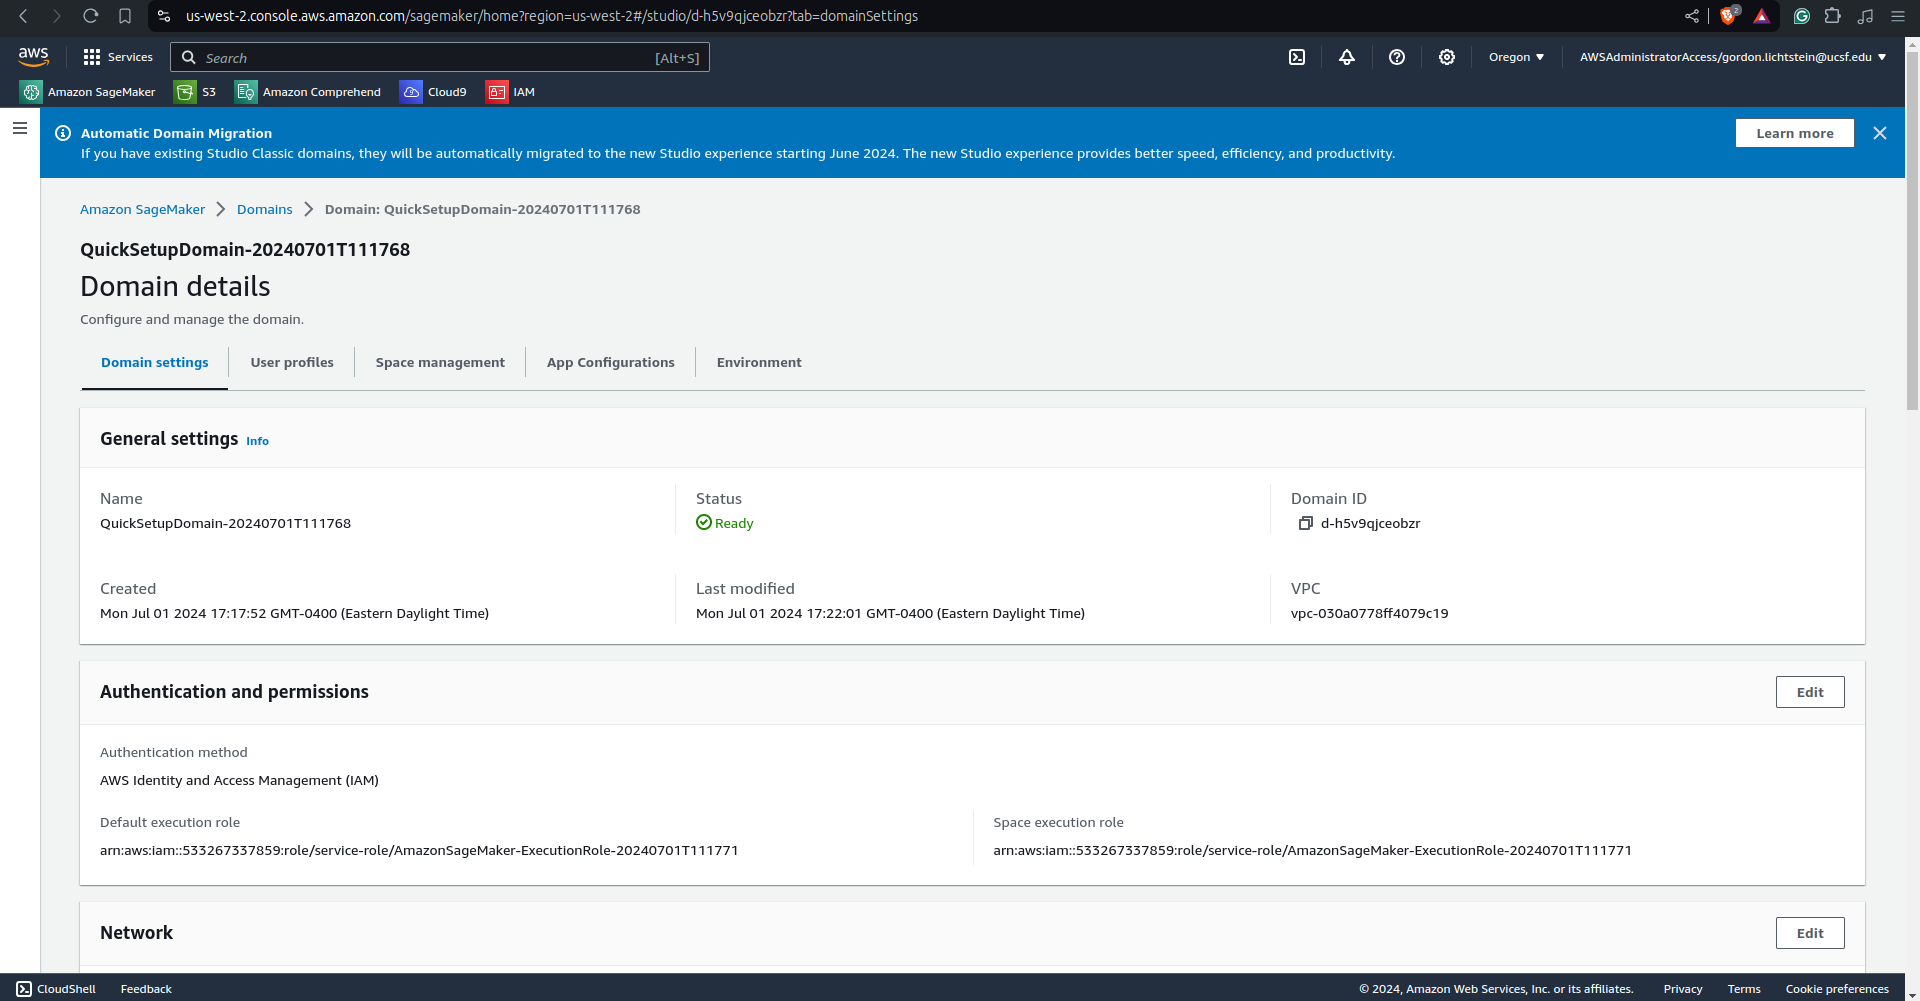 us-west-2.console.aws.amazon.com/sagemaker/home?region=us-west-2#/studio/d-h5v9qjceobzr?tab=domainSettings
2
aws
Services
Search
[Alt+S]
Oregon
AWSAdministratorAccess/gordon.lichtstein@ucsf.edu
Amazon SageMaker
S3
Amazon Comprehend
Cloud9
IAM
Automatic Domain Migration
If you have existing Studio Classic domains, they will be automatically migrated to the new Studio experience starting June 2024. The new Studio experience provides better speed, efficiency, and productivity.
Learn more
Amazon SageMaker
Domains
Domain: QuickSetupDomain-20240701T111768
QuickSetupDomain-20240701T111768
Domain details
Configure and manage the domain.
Domain settings
User profiles
Space management
App Configurations
Environment
General settings Info
Name
QuickSetupDomain-20240701T111768
Status
Ready
Domain ID
d-h5v9qjceobzr
Created
Mon Jul 01 2024 17:17:52 GMT-0400 (Eastern Daylight Time)
Last modified
Mon Jul 01 2024 17:22:01 GMT-0400 (Eastern Daylight Time)
VPC
vpc-030a0778ff4079c19
Authentication and permissions
Edit
Authentication method
AWS Identity and Access Management (IAM)
Default execution role
arn:aws:iam::533267337859:role/service-role/AmazonSageMaker-ExecutionRole-20240701T111771
Space execution role
arn:aws:iam::533267337859:role/service-role/AmazonSageMaker-ExecutionRole-20240701T111771
Network
Edit
CloudShell
Feedback
© 2024, Amazon Web Services, Inc. or its affiliates.
Privacy
Terms
Cookie preferences